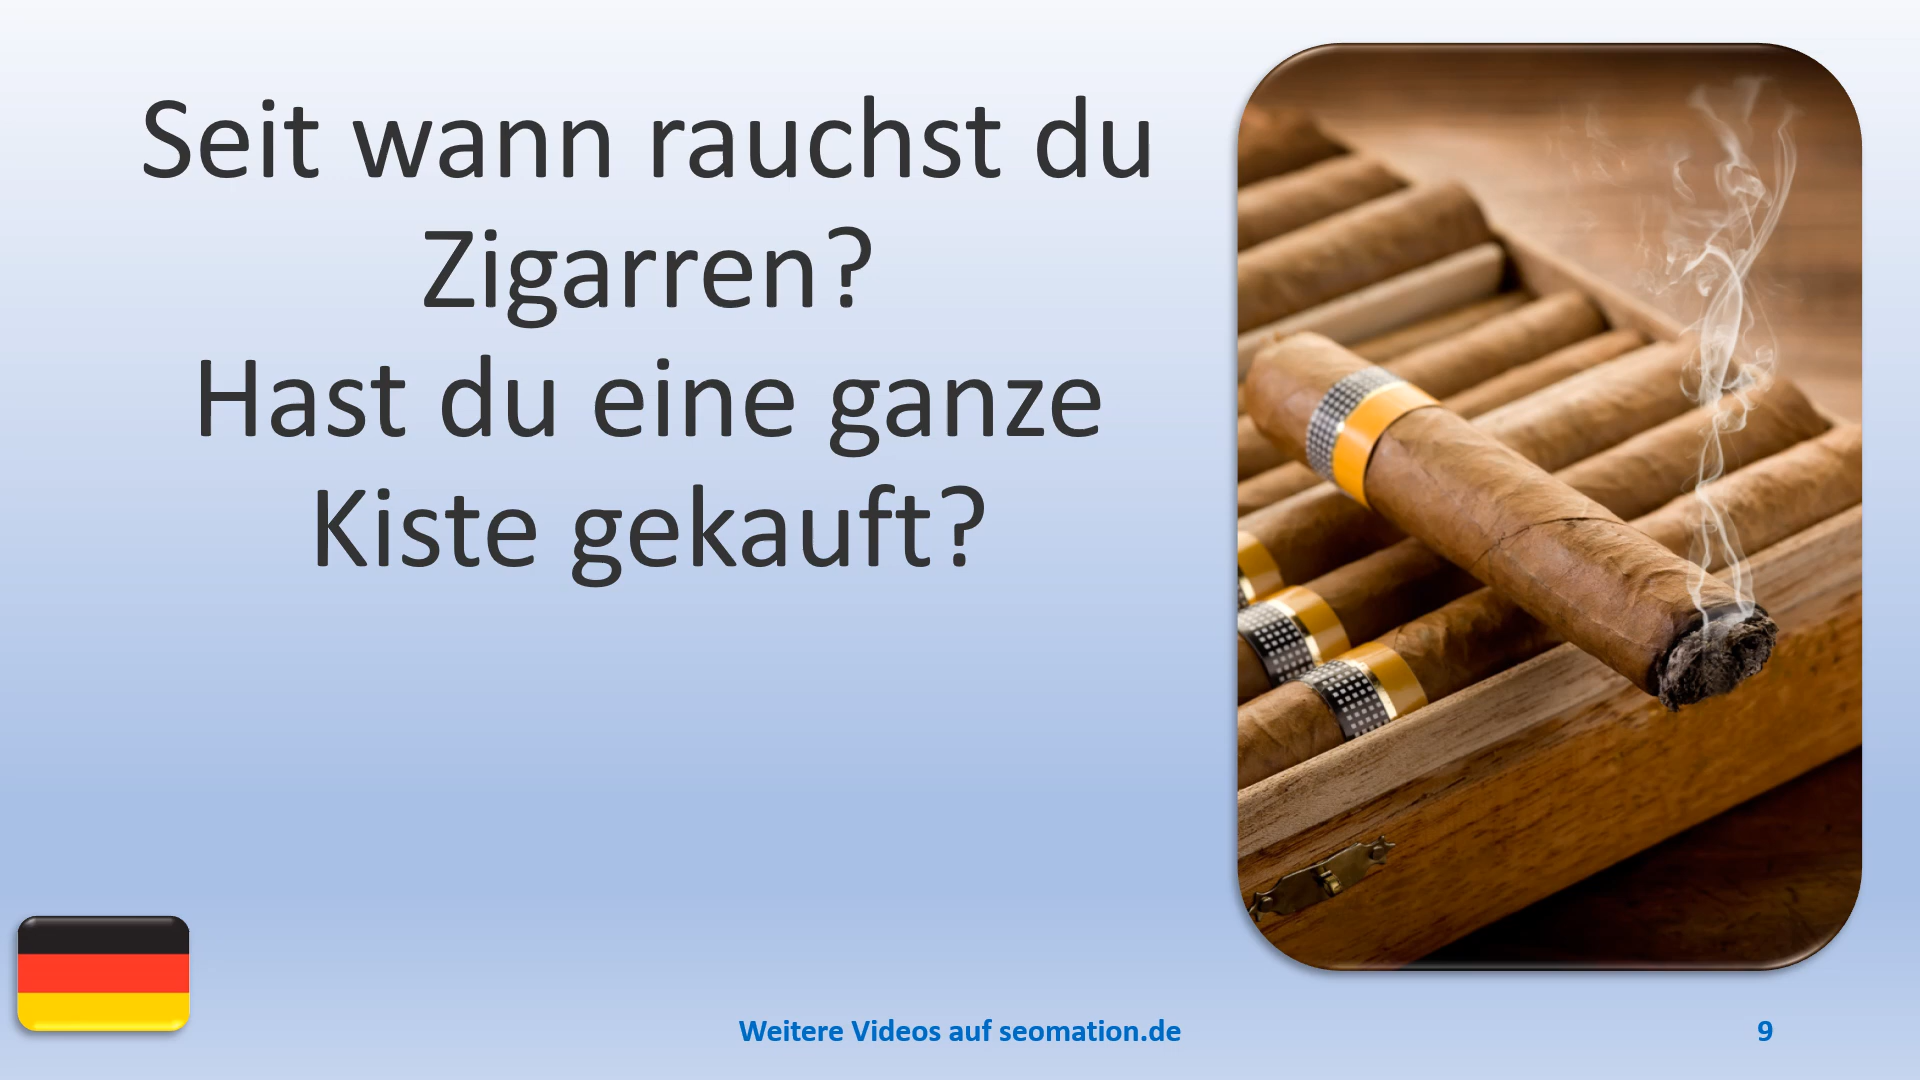 Seit wann rauchst du
Zigarren?
Hast du eine ganze
Kiste gekauft?
Weitere Videos auf seomation.de
9